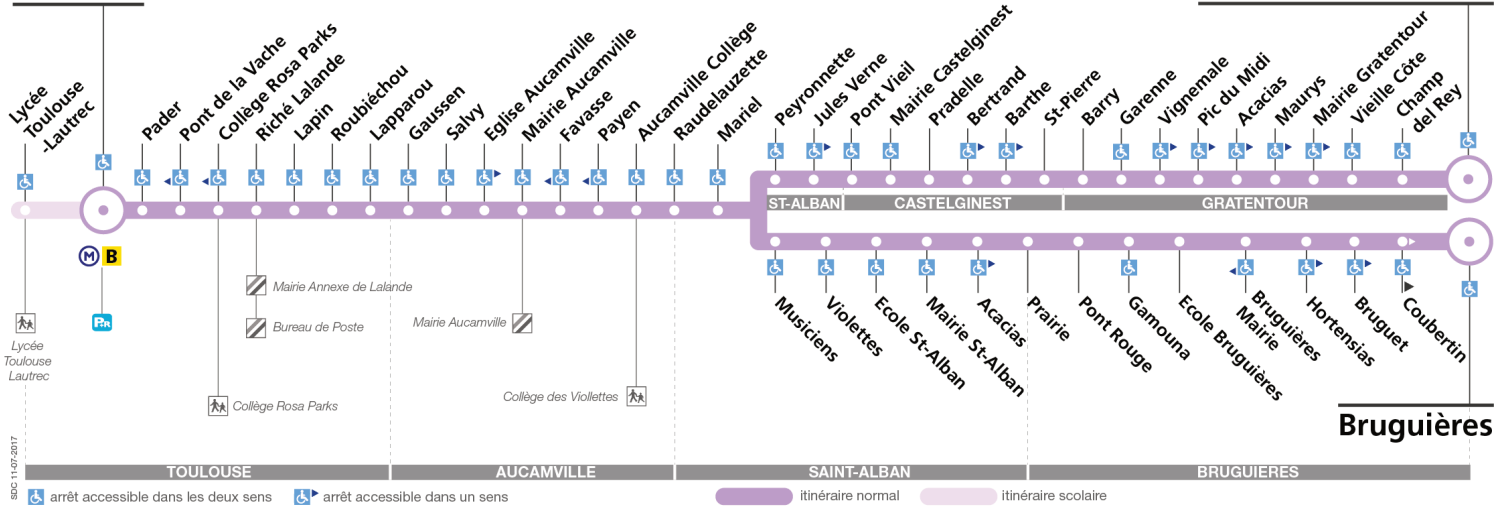 Lycée
Toulouse
-Lautrec
Pader
Pont de la Vache
Collège Rosa Parks
Riché Lalande
Lapin
Roubiéchou
Lapparou
Gaussen
Salvy
Eglise Aucamville
Mairie Aucamville
Favasse
Payen
Aucamville Collège
Raudelauzette
Mariel
Peyronnette
Jules Verne
Pont Vieil
Mairie Castelginest
Pradelle
Bertrand
Barthe
St-Pierre
Barry
Garenne
Vignemale
Pic du Midi
Acacias
Maurys
Mairie Gratentour
Vieille Côte
Champ
del Rey
ST-ALBAN
CASTELGINEST
GRATENTOUR
M B
P+R
Musiciens
Violettes
Ecole St-Alban
Mairie St-Alban
Acacias
Prairie
Pont Rouge
Gamouna
Ecole Bruguières
Bruguières
Mairie
Hortensias
Bruguet
Coubertin
Bruguières
Mairie Annexe de Lalande
Bureau de Poste
Mairie Aucamville
Lycée
Toulouse
Lautrec
Collège Rosa Parks
Collège des Viollettes
SDC 11-07-2017
TOULOUSE
AUCAMVILLE
SAINT-ALBAN
BRUGUIERES
arrêt accessible dans les deux sens
arrêt accessible dans un sens
itinéraire normal
itinéraire scolaire